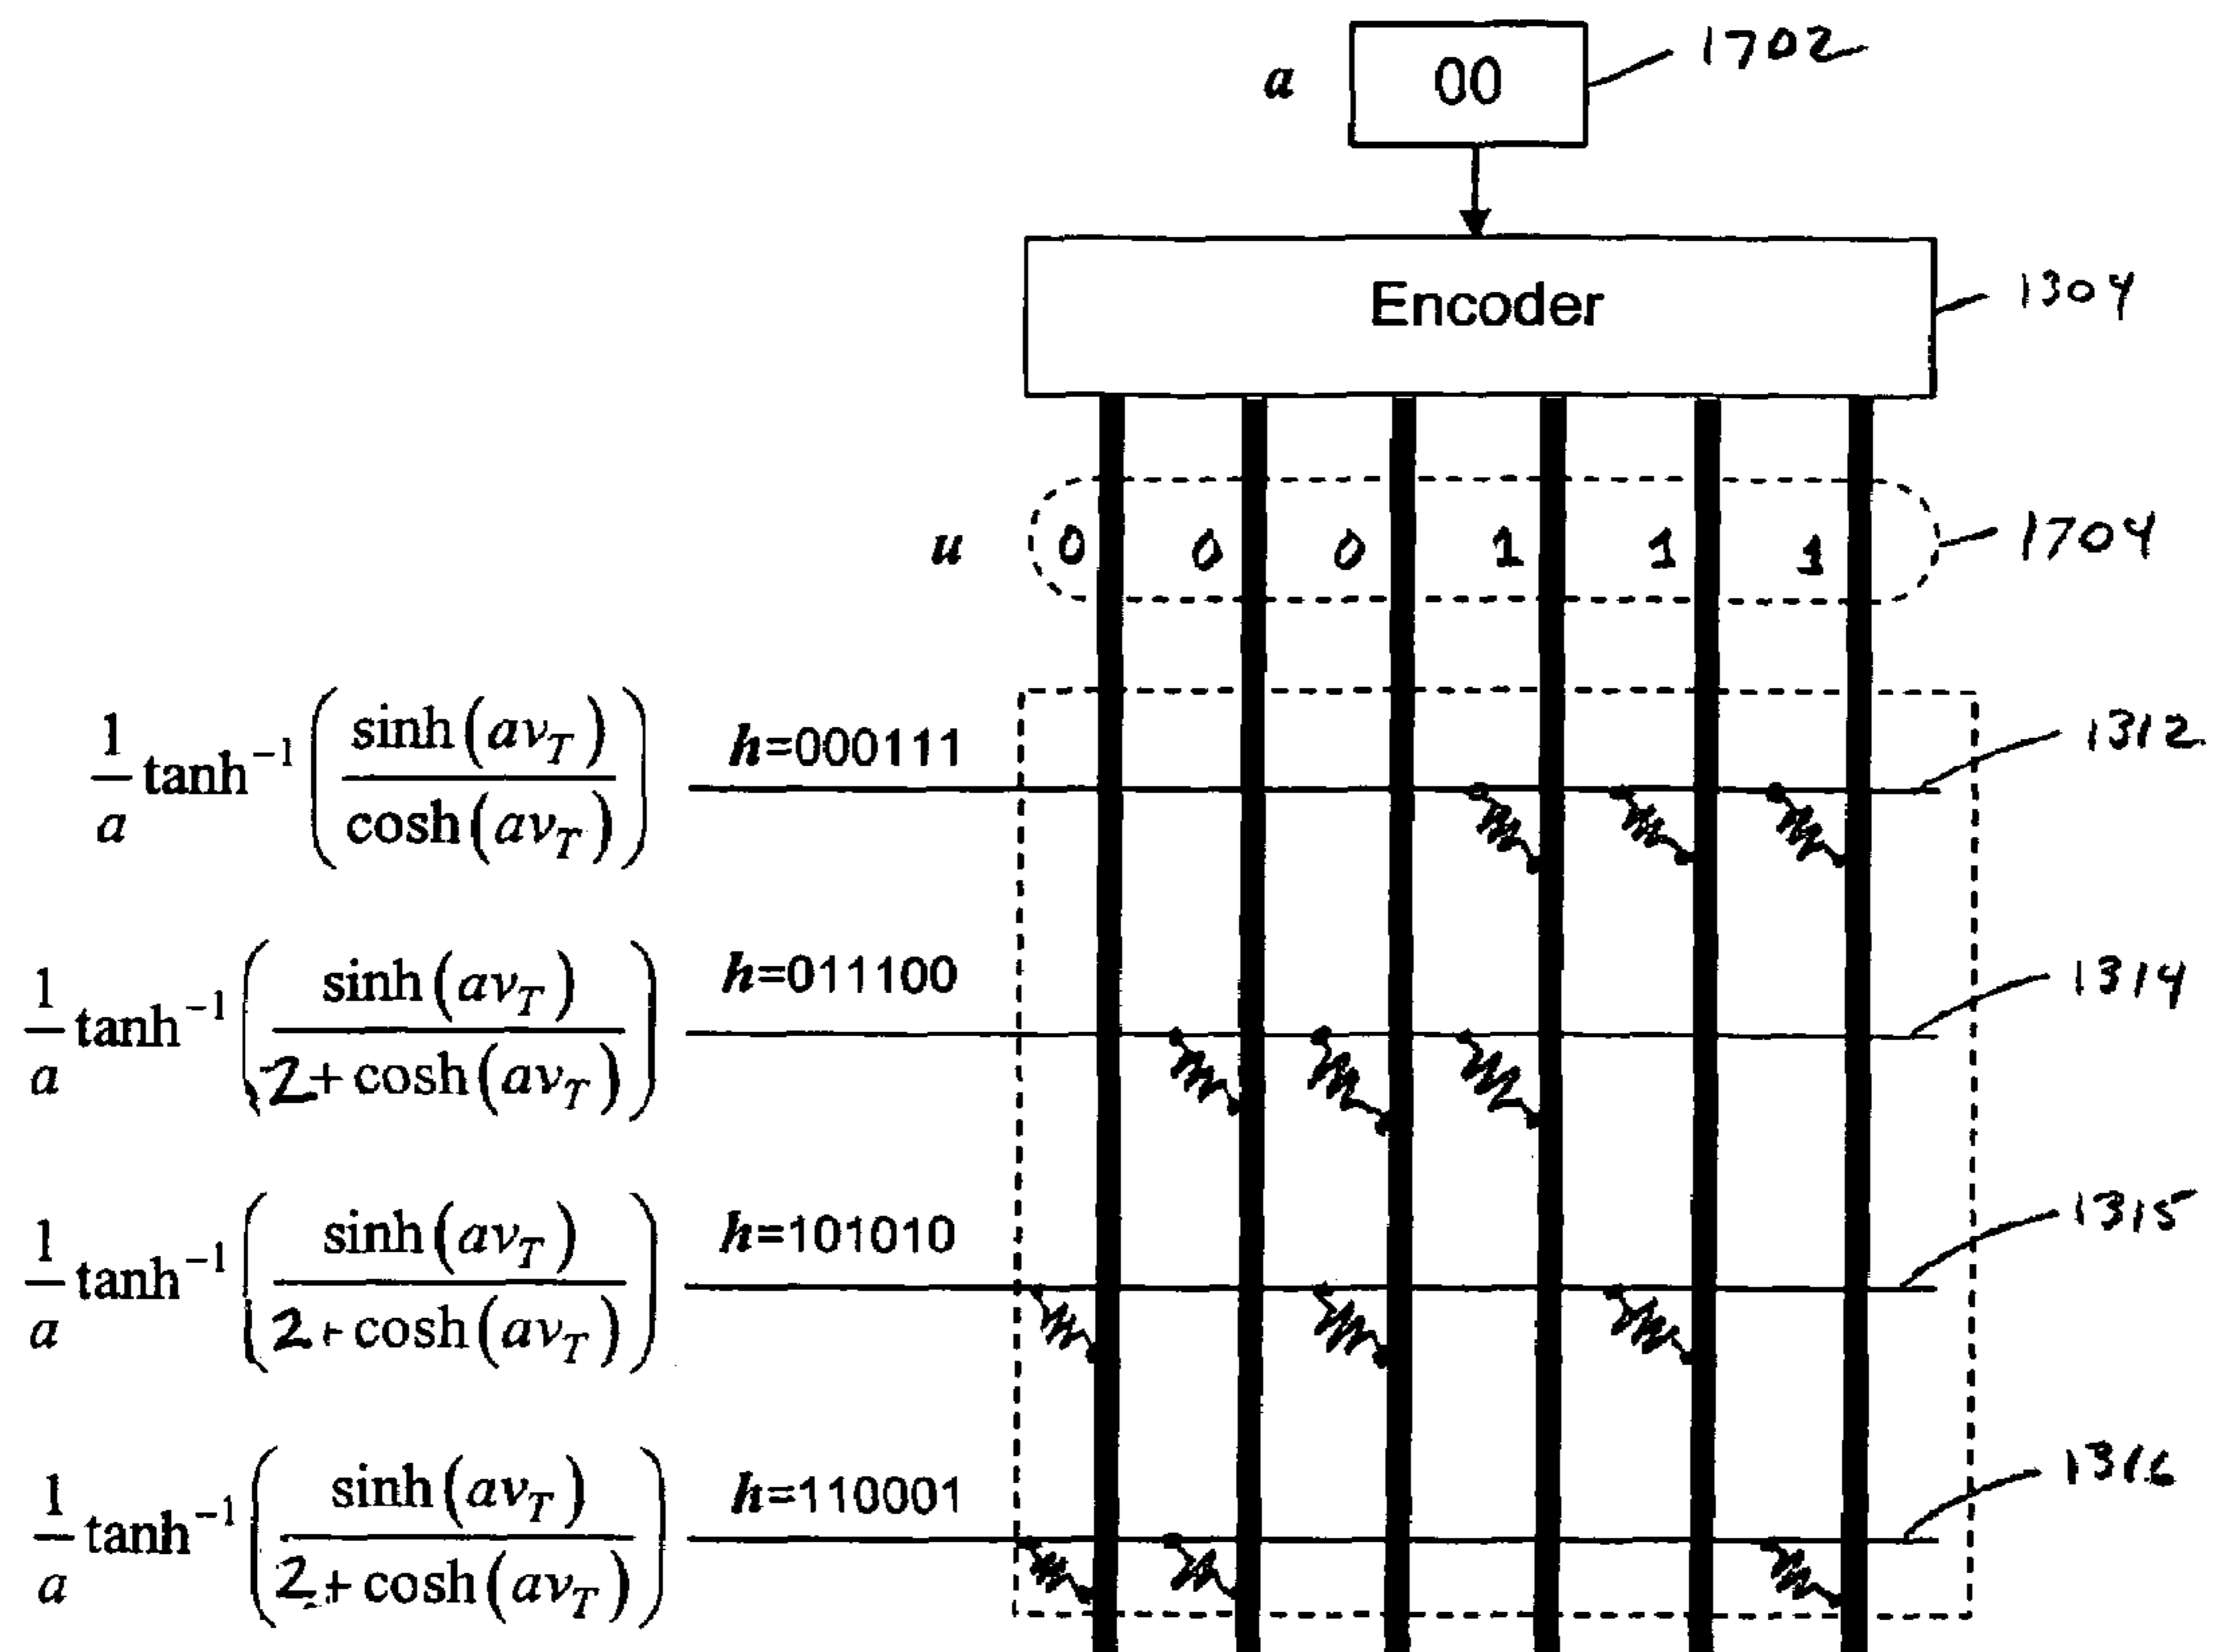 a 00 1702
Encoder 1304
u 0 0 0 1 1 1 1704
1/a tanh⁻¹(sinh(av_T)/cosh(av_T)) h=000111 1312
1/a tanh⁻¹(sinh(av_T)/2+cosh(av_T)) h=011100 1314
1/a tanh⁻¹(sinh(av_T)/2+cosh(av_T)) h=101010 1315
1/a tanh⁻¹(sinh(av_T)/2+cosh(av_T)) h=110001 1316